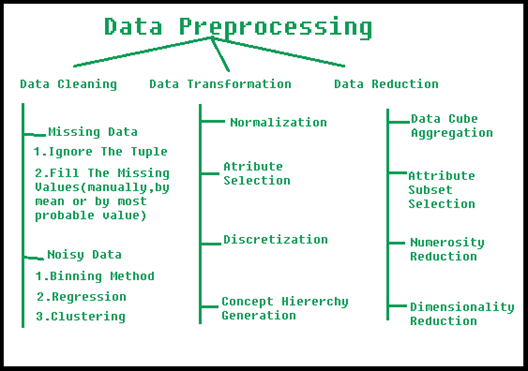 Data Preprocessing
Data Cleaning
Missing Data
1.Ignore The Tuple
2.Fill The Missing
Values(manually,by
mean or by most
probable value)
Noisy Data
1.Binning Method
2.Regression
3.Clustering
Data Transformation
Normalization
Atribute
Selection
Discretization
Concept Hiererchy
Generation
Data Reduction
Data Cube
Aggregation
Attribute
Subset
Selection
Numerosity
Reduction
Dimensionality
Reduction